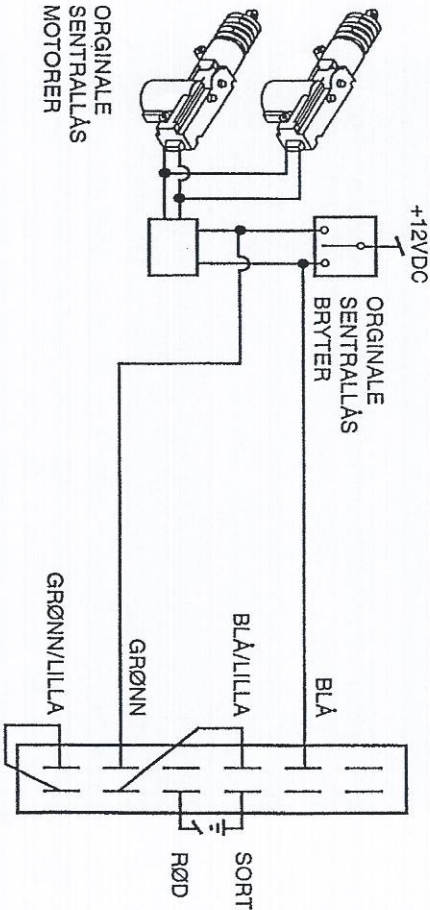 ORGINALE
SENTRALLÅS
MOTORER
+12VDC
ORGINALE
SENTRALLÅS
BRYTER
GRØNN/LILLA
GRØNN
BLÅ/LILLA
BLÅ
RØD
SORT